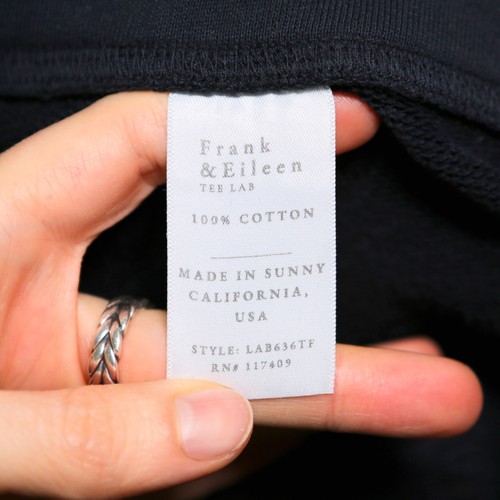 Frank
& Eileen
TEE LAB
100% COTTON
MADE IN SUNNY
CALIFORNIA,
USA
STYLE: LAB636TF
RN# 117409